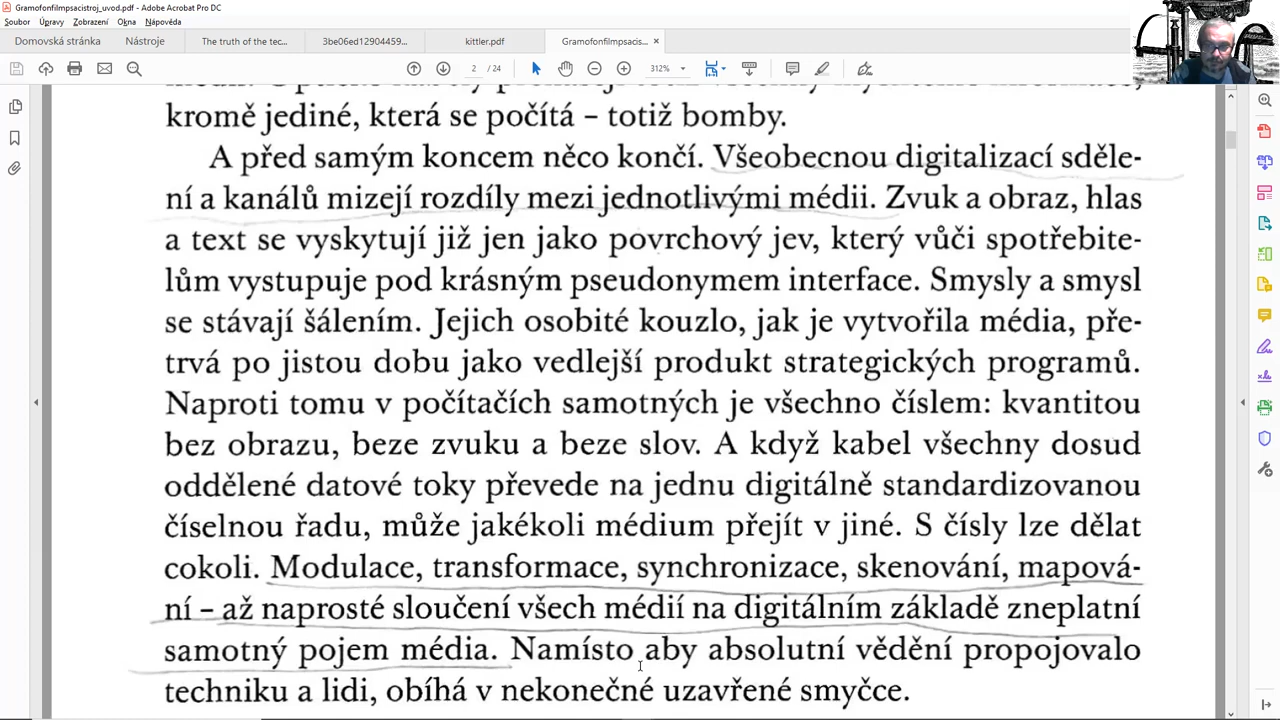 Gramofonfilmpsacistroj_uvod.pdf - Adobe Acrobat Pro DC
Soubor Úpravy Zobrazení Okna Nápověda
Domovská stránka Nástroje The truth of the tec... 3be06ed12904459... kittler.pdf Gramofonfilmpsacis... ×
2 / 24 312%
kromě jediné, která se počítá – totiž bomby.
A před samým koncem něco končí. Všeobecnou digitalizací sděle-
ní a kanálů mizejí rozdíly mezi jednotlivými médii. Zvuk a obraz, hlas
a text se vyskytují již jen jako povrchový jev, který vůči spotřebite-
lům vystupuje pod krásným pseudonymem interface. Smysly a smysl
se stávají šálením. Jejich osobité kouzlo, jak je vytvořila média, pře-
trvá po jistou dobu jako vedlejší produkt strategických programů.
Naproti tomu v počítačích samotných je všechno číslem: kvantitou
bez obrazu, beze zvuku a beze slov. A když kabel všechny dosud
oddělené datové toky převede na jednu digitálně standardizovanou
číselnou řadu, může jakékoli médium přejít v jiné. S čísly lze dělat
cokoli. Modulace, transformace, synchronizace, skenování, mapová-
ní – až naprosté sloučení všech médií na digitálním základě zneplatní
samotný pojem média. Namísto aby absolutní vědění propojovalo
techniku a lidi, obíhá v nekonečné uzavřené smyčce.